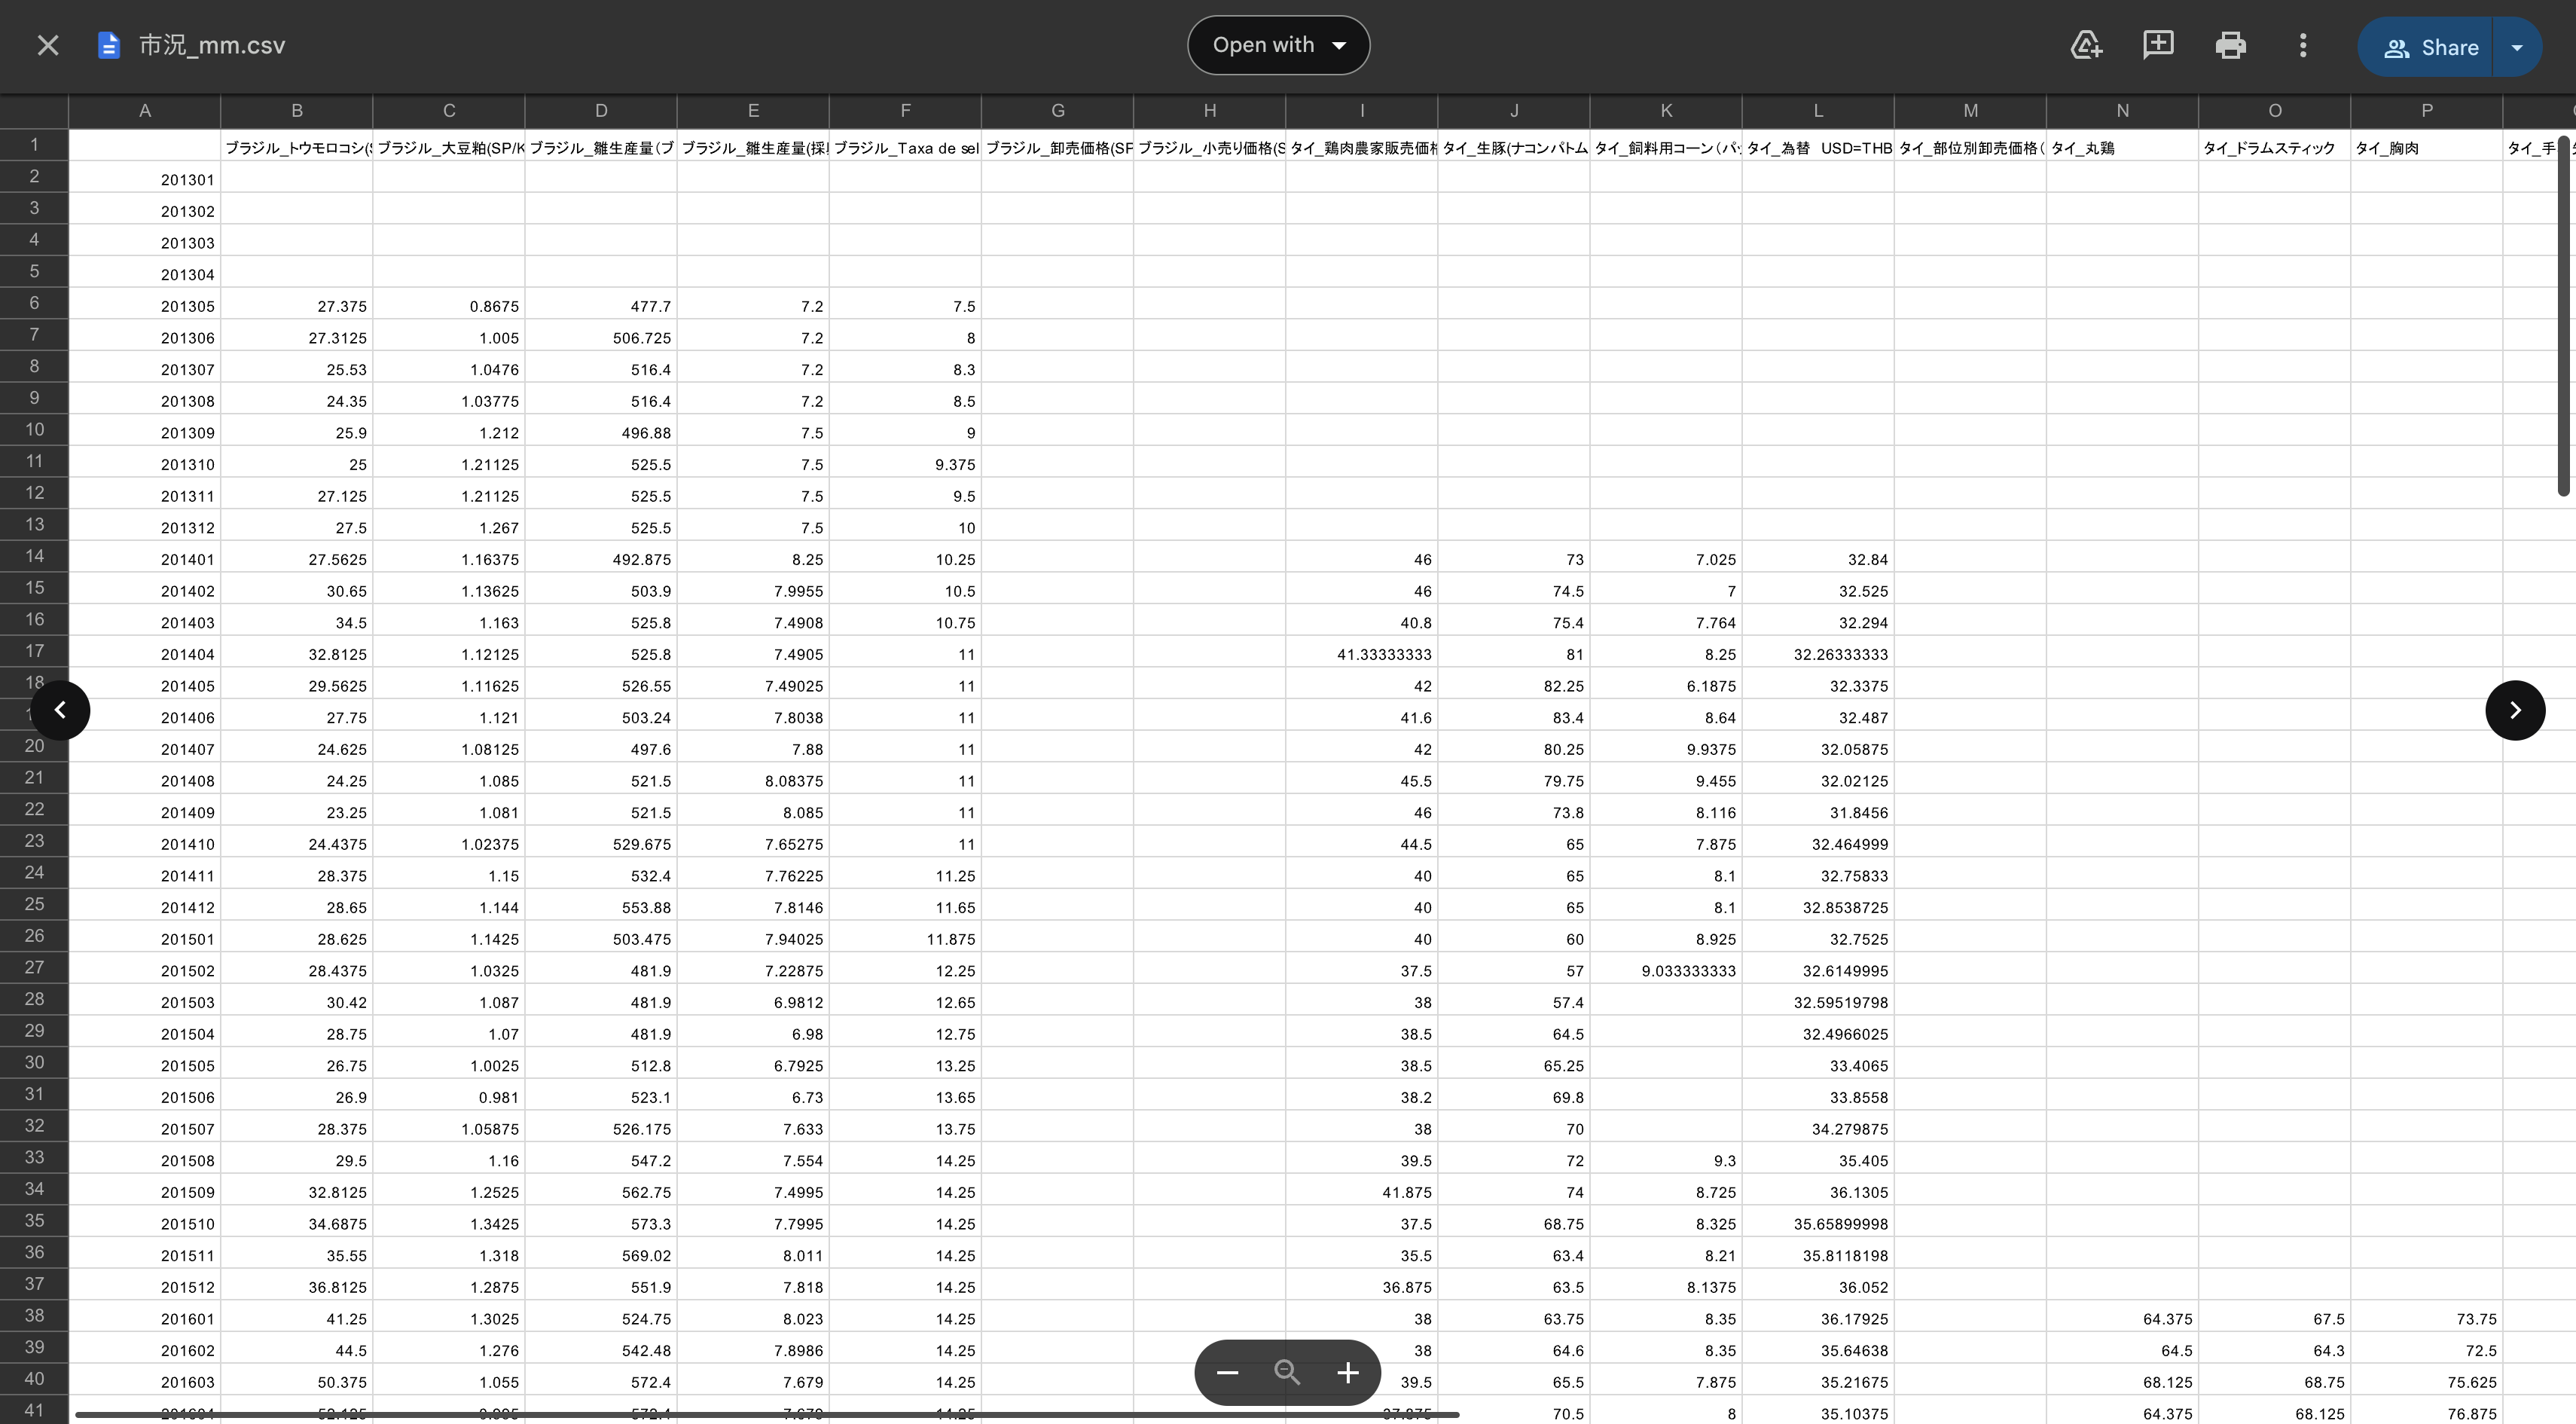 市況_mm.csv
Open with
Share
A B C D E F G H I J K L M N O P
1 ブラジル_トウモロコシ( ブラジル_大豆粕(SP/K ブラジル_雛生産量(ブ ブラジル_雛生産量(採 ブラジル_Taxa de sel ブラジル_卸売価格(SF ブラジル_小売り価格(S タイ_鶏肉農家販売価格 タイ_生豚(ナコンパトム タイ_飼料用コーン(パッ タイ_為替 USD=THB タイ_部位別卸売価格( タイ_丸鶏 タイ_ドラムスティック タイ_胸肉 タイ_手
2 201301
3 201302
4 201303
5 201304
6 201305 27.375 0.8675 477.7 7.2 7.5
7 201306 27.3125 1.005 506.725 7.2 8
8 201307 25.53 1.0476 516.4 7.2 8.3
9 201308 24.35 1.03775 516.4 7.2 8.5
10 201309 25.9 1.212 496.88 7.5 9
11 201310 25 1.21125 525.5 7.5 9.375
12 201311 27.125 1.21125 525.5 7.5 9.5
13 201312 27.5 1.267 525.5 7.5 10
14 201401 27.5625 1.16375 492.875 8.25 10.25 46 73 7.025 32.84
15 201402 30.65 1.13625 503.9 7.9955 10.5 46 74.5 7 32.525
16 201403 34.5 1.163 525.8 7.4908 10.75 40.8 75.4 7.764 32.294
17 201404 32.8125 1.12125 525.8 7.4905 11 41.33333333 81 8.25 32.26333333
18 201405 29.5625 1.11625 526.55 7.49025 11 42 82.25 6.1875 32.3375
201406 27.75 1.121 503.24 7.8038 11 41.6 83.4 8.64 32.487
20 201407 24.625 1.08125 497.6 7.88 11 42 80.25 9.9375 32.05875
21 201408 24.25 1.085 521.5 8.08375 11 45.5 79.75 9.455 32.02125
22 201409 23.25 1.081 521.5 8.085 11 46 73.8 8.116 31.8456
23 201410 24.4375 1.02375 529.675 7.65275 11 44.5 65 7.875 32.464999
24 201411 28.375 1.15 532.4 7.76225 11.25 40 65 8.1 32.75833
25 201412 28.65 1.144 553.88 7.8146 11.65 40 65 8.1 32.8538725
26 201501 28.625 1.1425 503.475 7.94025 11.875 40 60 8.925 32.7525
27 201502 28.4375 1.0325 481.9 7.22875 12.25 37.5 57 9.033333333 32.6149995
28 201503 30.42 1.087 481.9 6.9812 12.65 38 57.4 32.59519798
29 201504 28.75 1.07 481.9 6.98 12.75 38.5 64.5 32.4966025
30 201505 26.75 1.0025 512.8 6.7925 13.25 38.5 65.25 33.4065
31 201506 26.9 0.981 523.1 6.73 13.65 38.2 69.8 33.8558
32 201507 28.375 1.05875 526.175 7.633 13.75 38 70 34.279875
33 201508 29.5 1.16 547.2 7.554 14.25 39.5 72 9.3 35.405
34 201509 32.8125 1.2525 562.75 7.4995 14.25 41.875 74 8.725 36.1305
35 201510 34.6875 1.3425 573.3 7.7995 14.25 37.5 68.75 8.325 35.65899998
36 201511 35.55 1.318 569.02 8.011 14.25 35.5 63.4 8.21 35.8118198
37 201512 36.8125 1.2875 551.9 7.818 14.25 36.875 63.5 8.1375 36.052
38 201601 41.25 1.3025 524.75 8.023 14.25 38 63.75 8.35 36.17925 64.375 67.5 73.75
39 201602 44.5 1.276 542.48 7.8986 14.25 38 64.6 8.35 35.64638 64.5 64.3 72.5
40 201603 50.375 1.055 572.4 7.679 14.25 39.5 65.5 7.875 35.21675 68.125 68.75 75.625
41 70.5 8 35.10375 64.375 68.125 76.875